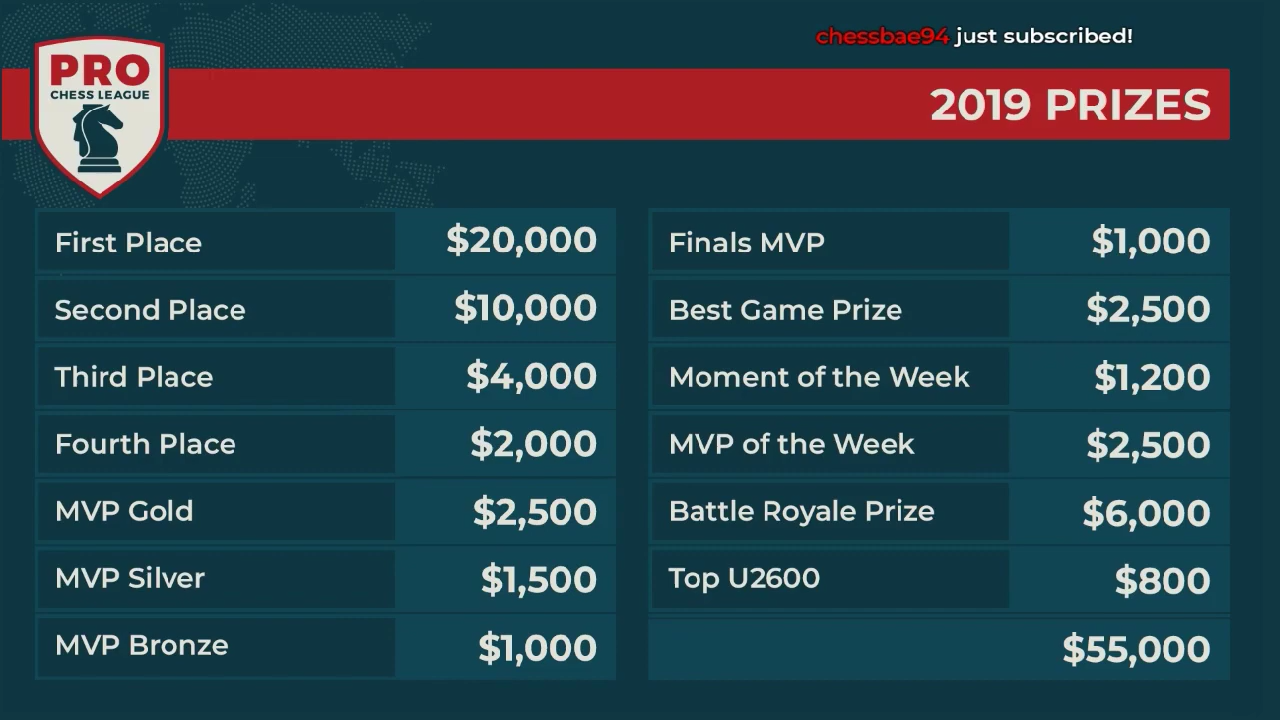 chessbae94 just subscribed!
PRO
CHESS LEAGUE
2019 PRIZES
First Place $20,000
Second Place $10,000
Third Place $4,000
Fourth Place $2,000
MVP Gold $2,500
MVP Silver $1,500
MVP Bronze $1,000
Finals MVP $1,000
Best Game Prize $2,500
Moment of the Week $1,200
MVP of the Week $2,500
Battle Royale Prize $6,000
Top U2600 $800
$55,000